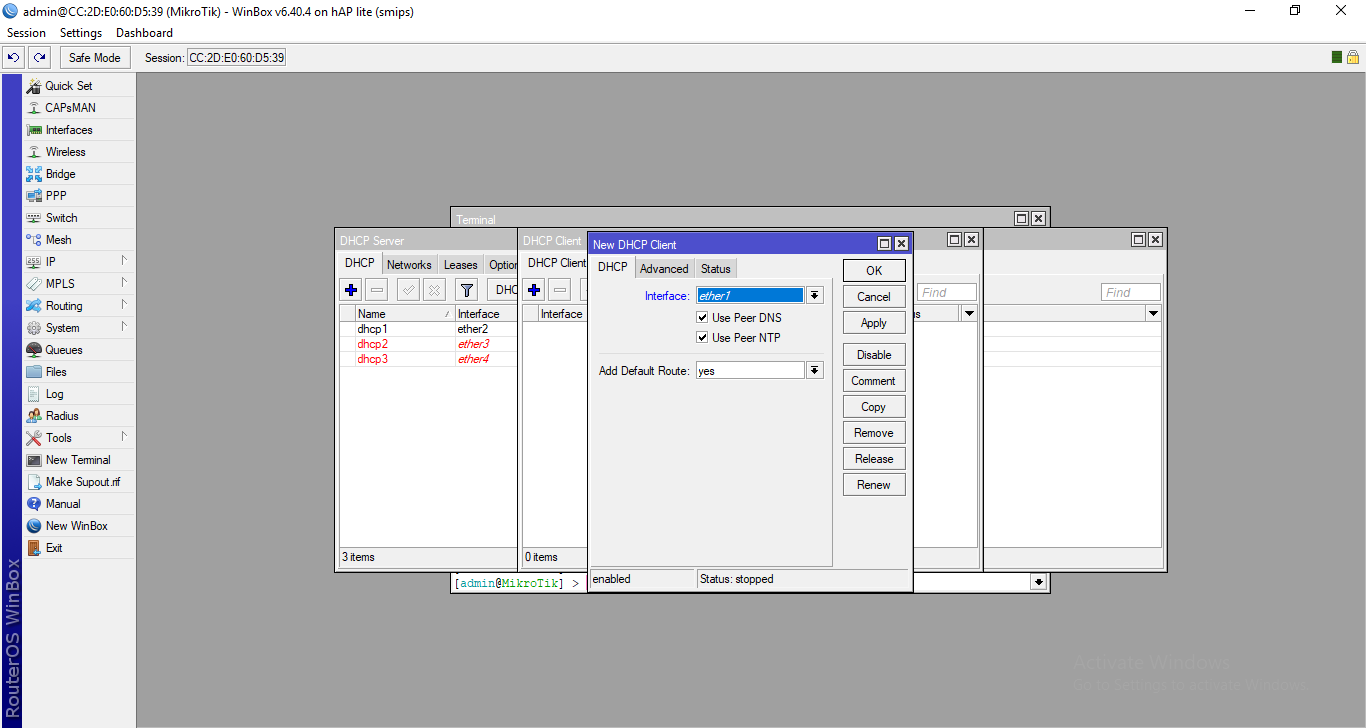 admin@CC:2D:E0:60:D5:39 (MikroTik) - WinBox v6.40.4 on hAP lite (smips)
Session Settings Dashboard
Safe Mode Session: CC:2D:E0:60:D5:39
Quick Set
CAPsMAN
Interfaces
Wireless
Bridge
PPP
Switch
Mesh
IP
MPLS
Routing
System
Queues
Files
Log
Radius
Tools
New Terminal
Make Supout.rif
Manual
New WinBox
Exit
RouterOS WinBox
Terminal
[admin@MikroTik] >
DHCP Server
DHCP Networks Leases Option
DHC
Name Interface
dhcp1 ether2
dhcp2 ether3
dhcp3 ether4
3 items
DHCP Client
DHCP Client
Find
Interface
us
0 items
Find
New DHCP Client
DHCP Advanced Status
Interface: ether1
Use Peer DNS
Use Peer NTP
Add Default Route: yes
OK
Cancel
Apply
Disable
Comment
Copy
Remove
Release
Renew
enabled Status: stopped
Activate Windows
Go to Settings to activate Windows.